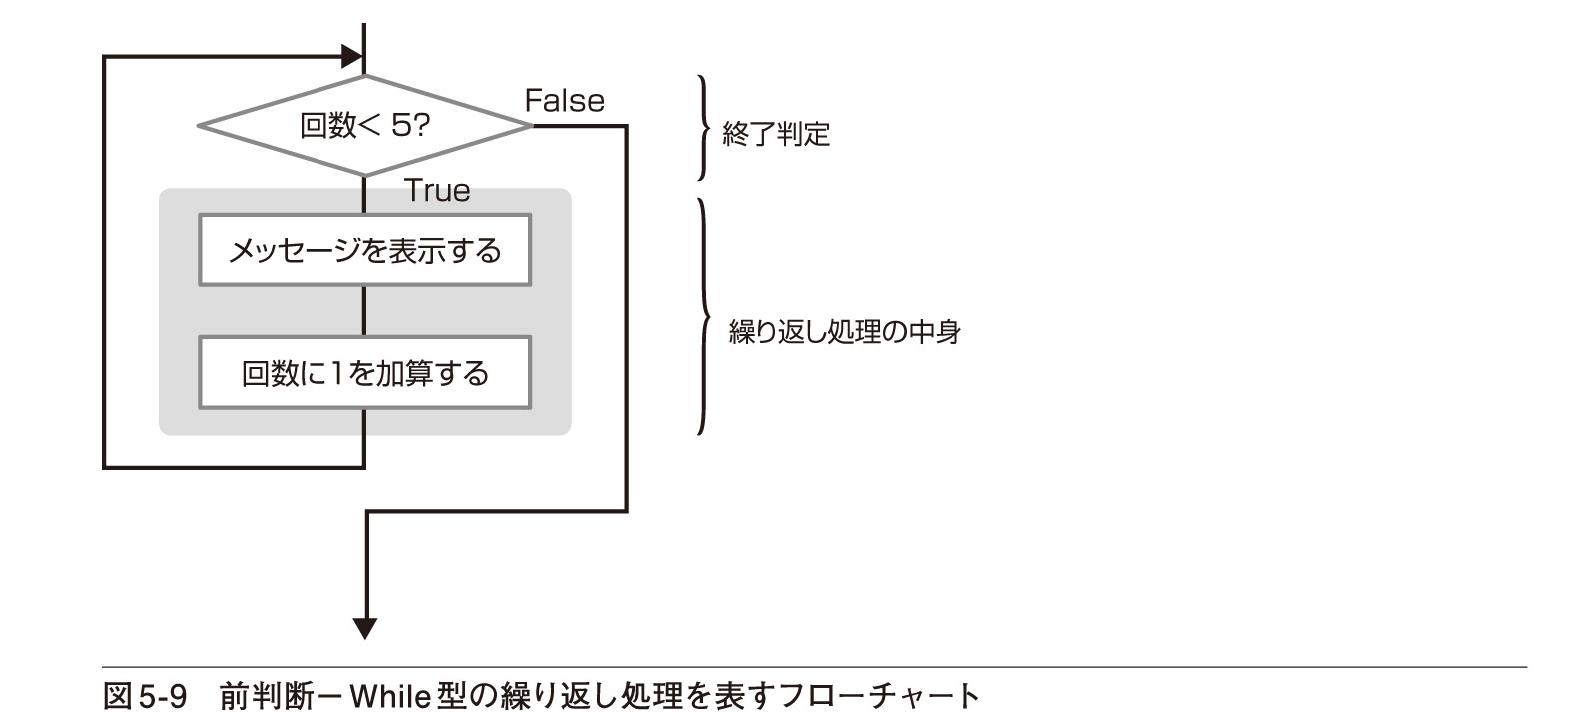 回数< 5?
False
終了判定
True
メッセージを表示する
繰り返し処理の中身
回数に1を加算する
図5-9　前判断－While型の繰り返し処理を表すフローチャート